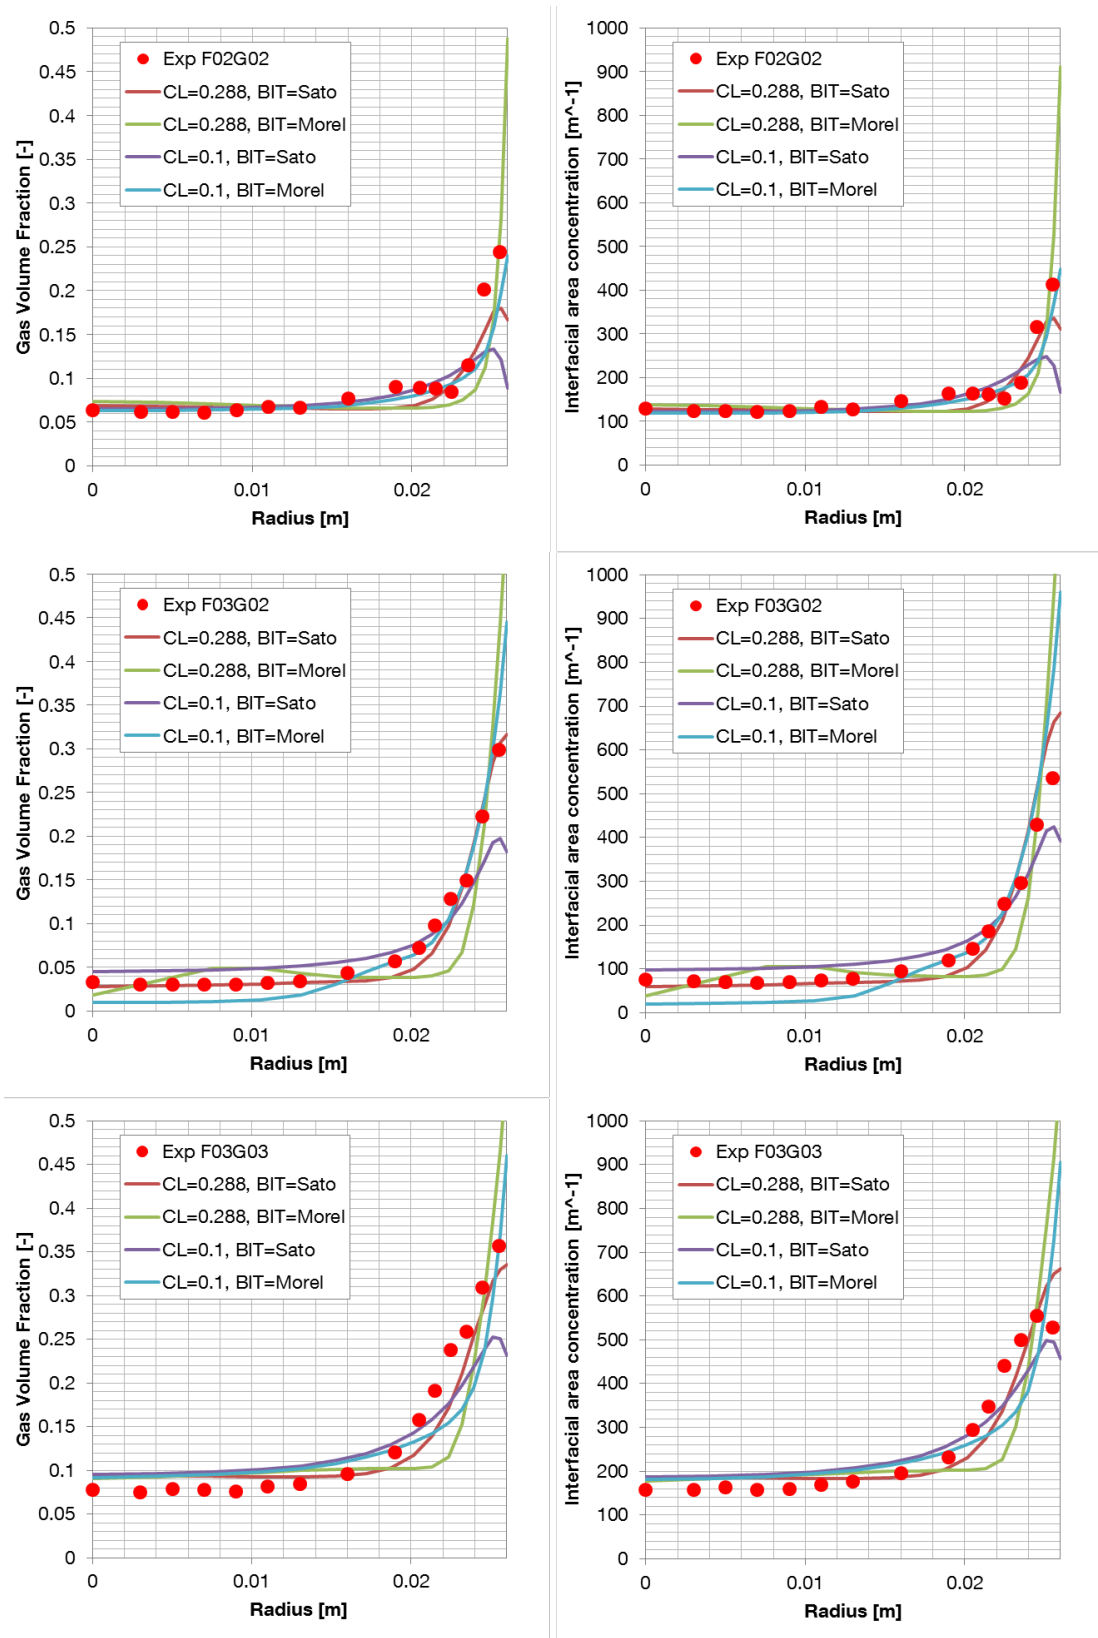 0.5
0.45
0.4
0.35
0.3
0.25
0.2
0.15
0.1
0.05
0
Gas Volume Fraction [-]
Exp F02G02
CL=0.288, BIT=Sato
CL=0.288, BIT=Morel
CL=0.1, BIT=Sato
CL=0.1, BIT=Morel
0 0.01 0.02
Radius [m]
1000
900
800
700
600
500
400
300
200
100
0
Interfacial area concentration [m^-1]
Exp F02G02
CL=0.288, BIT=Sato
CL=0.288, BIT=Morel
CL=0.1, BIT=Sato
CL=0.1, BIT=Morel
0 0.01 0.02
Radius [m]
0.5
0.45
0.4
0.35
0.3
0.25
0.2
0.15
0.1
0.05
0
Gas Volume Fraction [-]
Exp F03G02
CL=0.288, BIT=Sato
CL=0.288, BIT=Morel
CL=0.1, BIT=Sato
CL=0.1, BIT=Morel
0 0.01 0.02
Radius [m]
1000
900
800
700
600
500
400
300
200
100
0
Interfacial area concentration [m^-1]
Exp F03G02
CL=0.288, BIT=Sato
CL=0.288, BIT=Morel
CL=0.1, BIT=Sato
CL=0.1, BIT=Morel
0 0.01 0.02
Radius [m]
0.5
0.45
0.4
0.35
0.3
0.25
0.2
0.15
0.1
0.05
0
Gas Volume Fraction [-]
Exp F03G03
CL=0.288, BIT=Sato
CL=0.288, BIT=Morel
CL=0.1, BIT=Sato
CL=0.1, BIT=Morel
0 0.01 0.02
Radius [m]
1000
900
800
700
600
500
400
300
200
100
0
Interfacial area concentration [m^-1]
Exp F03G03
CL=0.288, BIT=Sato
CL=0.288, BIT=Morel
CL=0.1, BIT=Sato
CL=0.1, BIT=Morel
0 0.01 0.02
Radius [m]